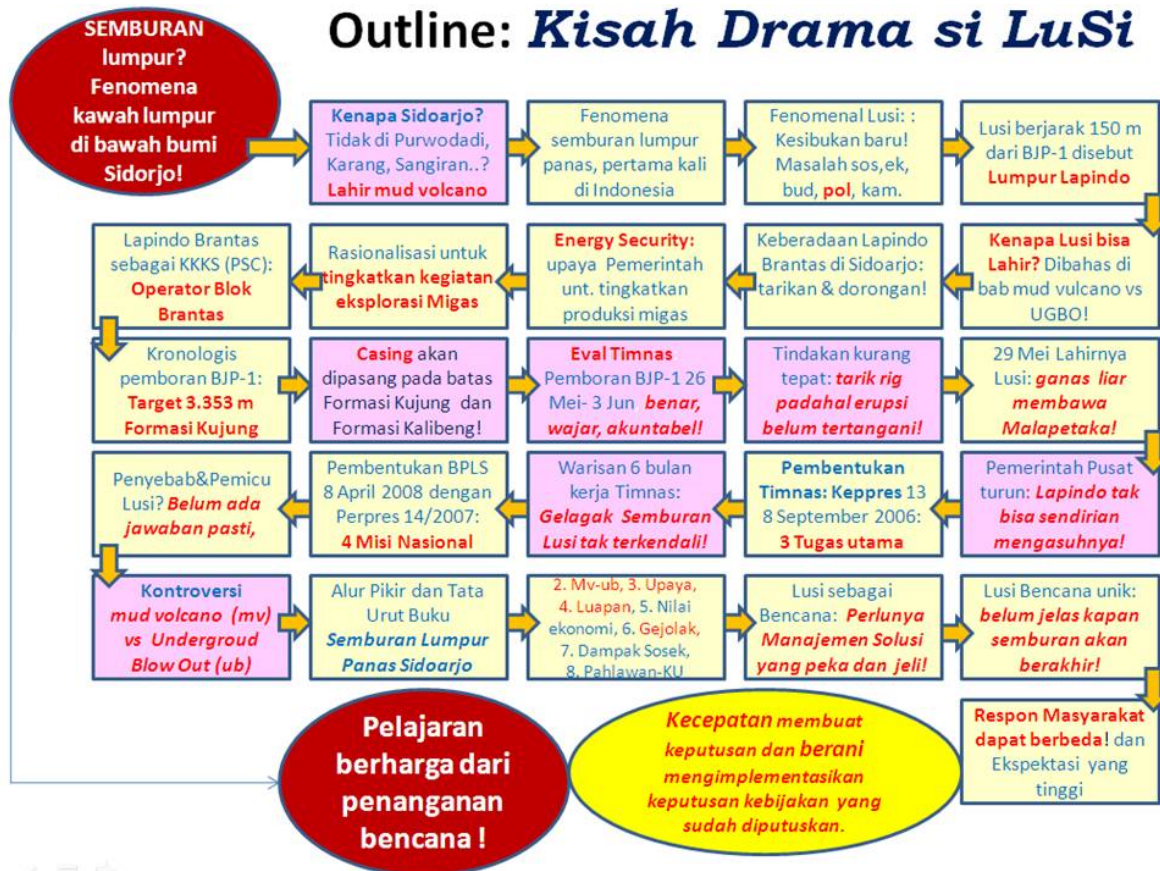 Outline: Kisah Drama si LuSi
SEMBURAN
lumpur?
Fenomena
kawah lumpur
di bawah bumi
Sidorjo!
Kenapa Sidoarjo?
Tidak di Purwodadi,
Karang, Sangiran..?
Lahir mud volcano
Fenomena
semburan lumpur
panas, pertama kali
di Indonesia
Fenomenal Lusi: :
Kesibukan baru!
Masalah sos,ek,
bud, pol, kam.
Lusi berjarak 150 m
dari BJP-1 disebut
Lumpur Lapindo
Kenapa Lusi bisa
Lahir? Dibahas di
bab mud vulcano vs
UGBO!
Keberadaan Lapindo
Brantas di Sidoarjo:
tarikan & dorongan!
Energy Security:
upaya Pemerintah
unt. tingkatkan
produksi migas
Rasionalisasi untuk
tingkatkan kegiatan
eksplorasi Migas
Lapindo Brantas
sebagai KKKS (PSC):
Operator Blok
Brantas
Kronologis
pemboran BJP-1:
Target 3.353 m
Formasi Kujung
Casing akan
dipasang pada batas
Formasi Kujung dan
Formasi Kalibeng!
Eval Timnas
Pemboran BJP-1 26
Mei- 3 Jun benar,
wajar, akuntabel!
Tindakan kurang
tepat: tarik rig
padahal erupsi
belum tertangani!
29 Mei Lahirnya
Lusi: ganas liar
membawa
Malapetaka!
Pemerintah Pusat
turun: Lapindo tak
bisa sendirian
mengasuhnya!
Pembentukan
Timnas: Keppres 13
8 September 2006:
3 Tugas utama
Warisan 6 bulan
kerja Timnas:
Gelagak Semburan
Lusi tak terkendali!
Pembentukan BPLS
8 April 2008 dengan
Perpres 14/2007:
4 Misi Nasional
Penyebab&Pemicu
Lusi? Belum ada
jawaban pasti,
Kontroversi
mud volcano (mv)
vs Undergroud
Blow Out (ub)
Alur Pikir dan Tata
Urut Buku
Semburan Lumpur
Panas Sidoarjo
2. Mv-ub, 3. Upaya,
4. Luapan, 5. Nilai
ekonomi, 6. Gejolak,
7. Dampak Sosek,
8. Pahlawan-KU
Lusi sebagai
Bencana: Perlunya
Manajemen Solusi
yang peka dan jeli!
Lusi Bencana unik:
belum jelas kapan
semburan akan
berakhir!
Respon Masyarakat
dapat berbeda! dan
Ekspektasi yang
tinggi
Kecepatan membuat
keputusan dan berani
mengimplementasikan
keputusan kebijakan yang
sudah diputuskan.
Pelajaran
berharga dari
penanganan
bencana !